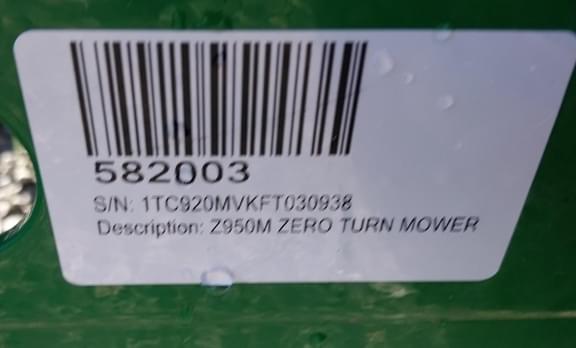 582003
S/N: 1TC920MVKFT030938
Description: Z950M ZERO TURN MOWER